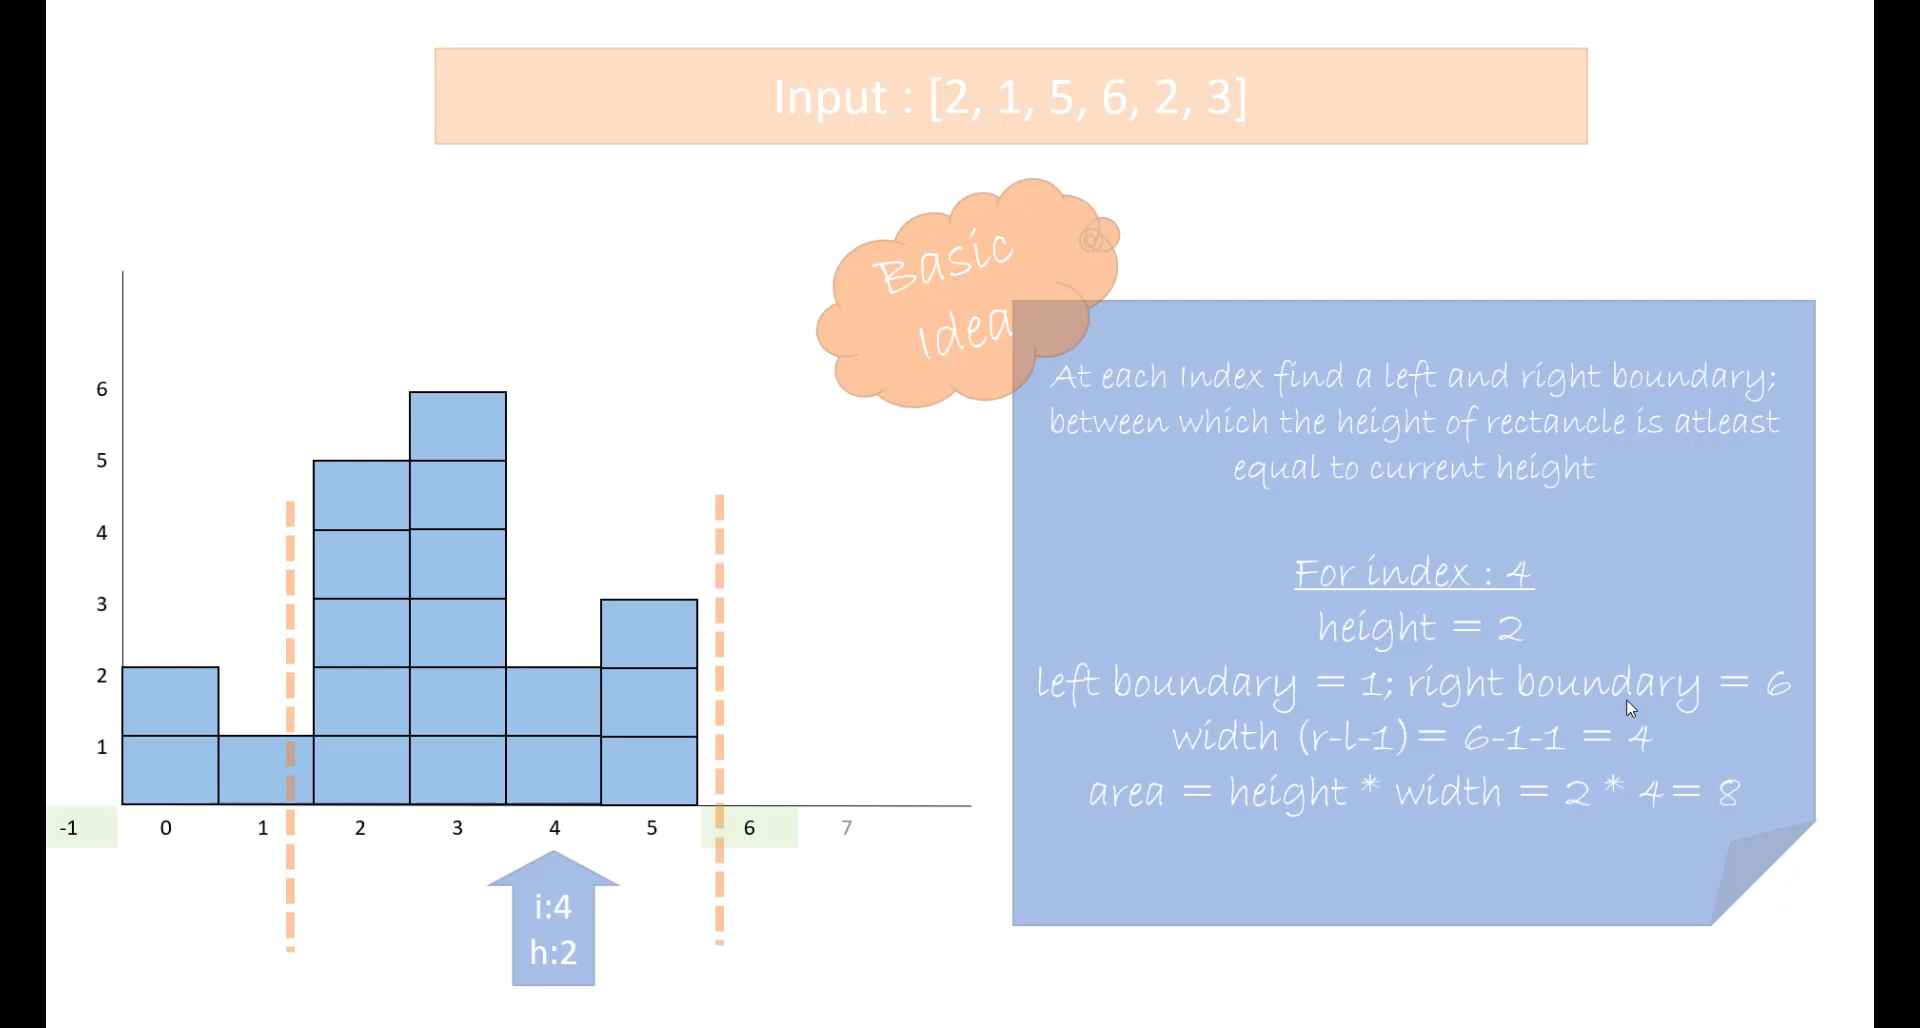 Input : [2, 1, 5, 6, 2, 3]
Basic
Idea
At each Index find a left and right boundary;
between which the height of rectancle is atleast
equal to current height
For index : 4
height = 2
left boundary = 1; right boundary = 6
width (r-l-1) = 6-1-1 = 4
area = height * width = 2 * 4 = 8
6
5
4
3
2
1
-1 0 1 2 3 4 5 6 7
i:4
h:2